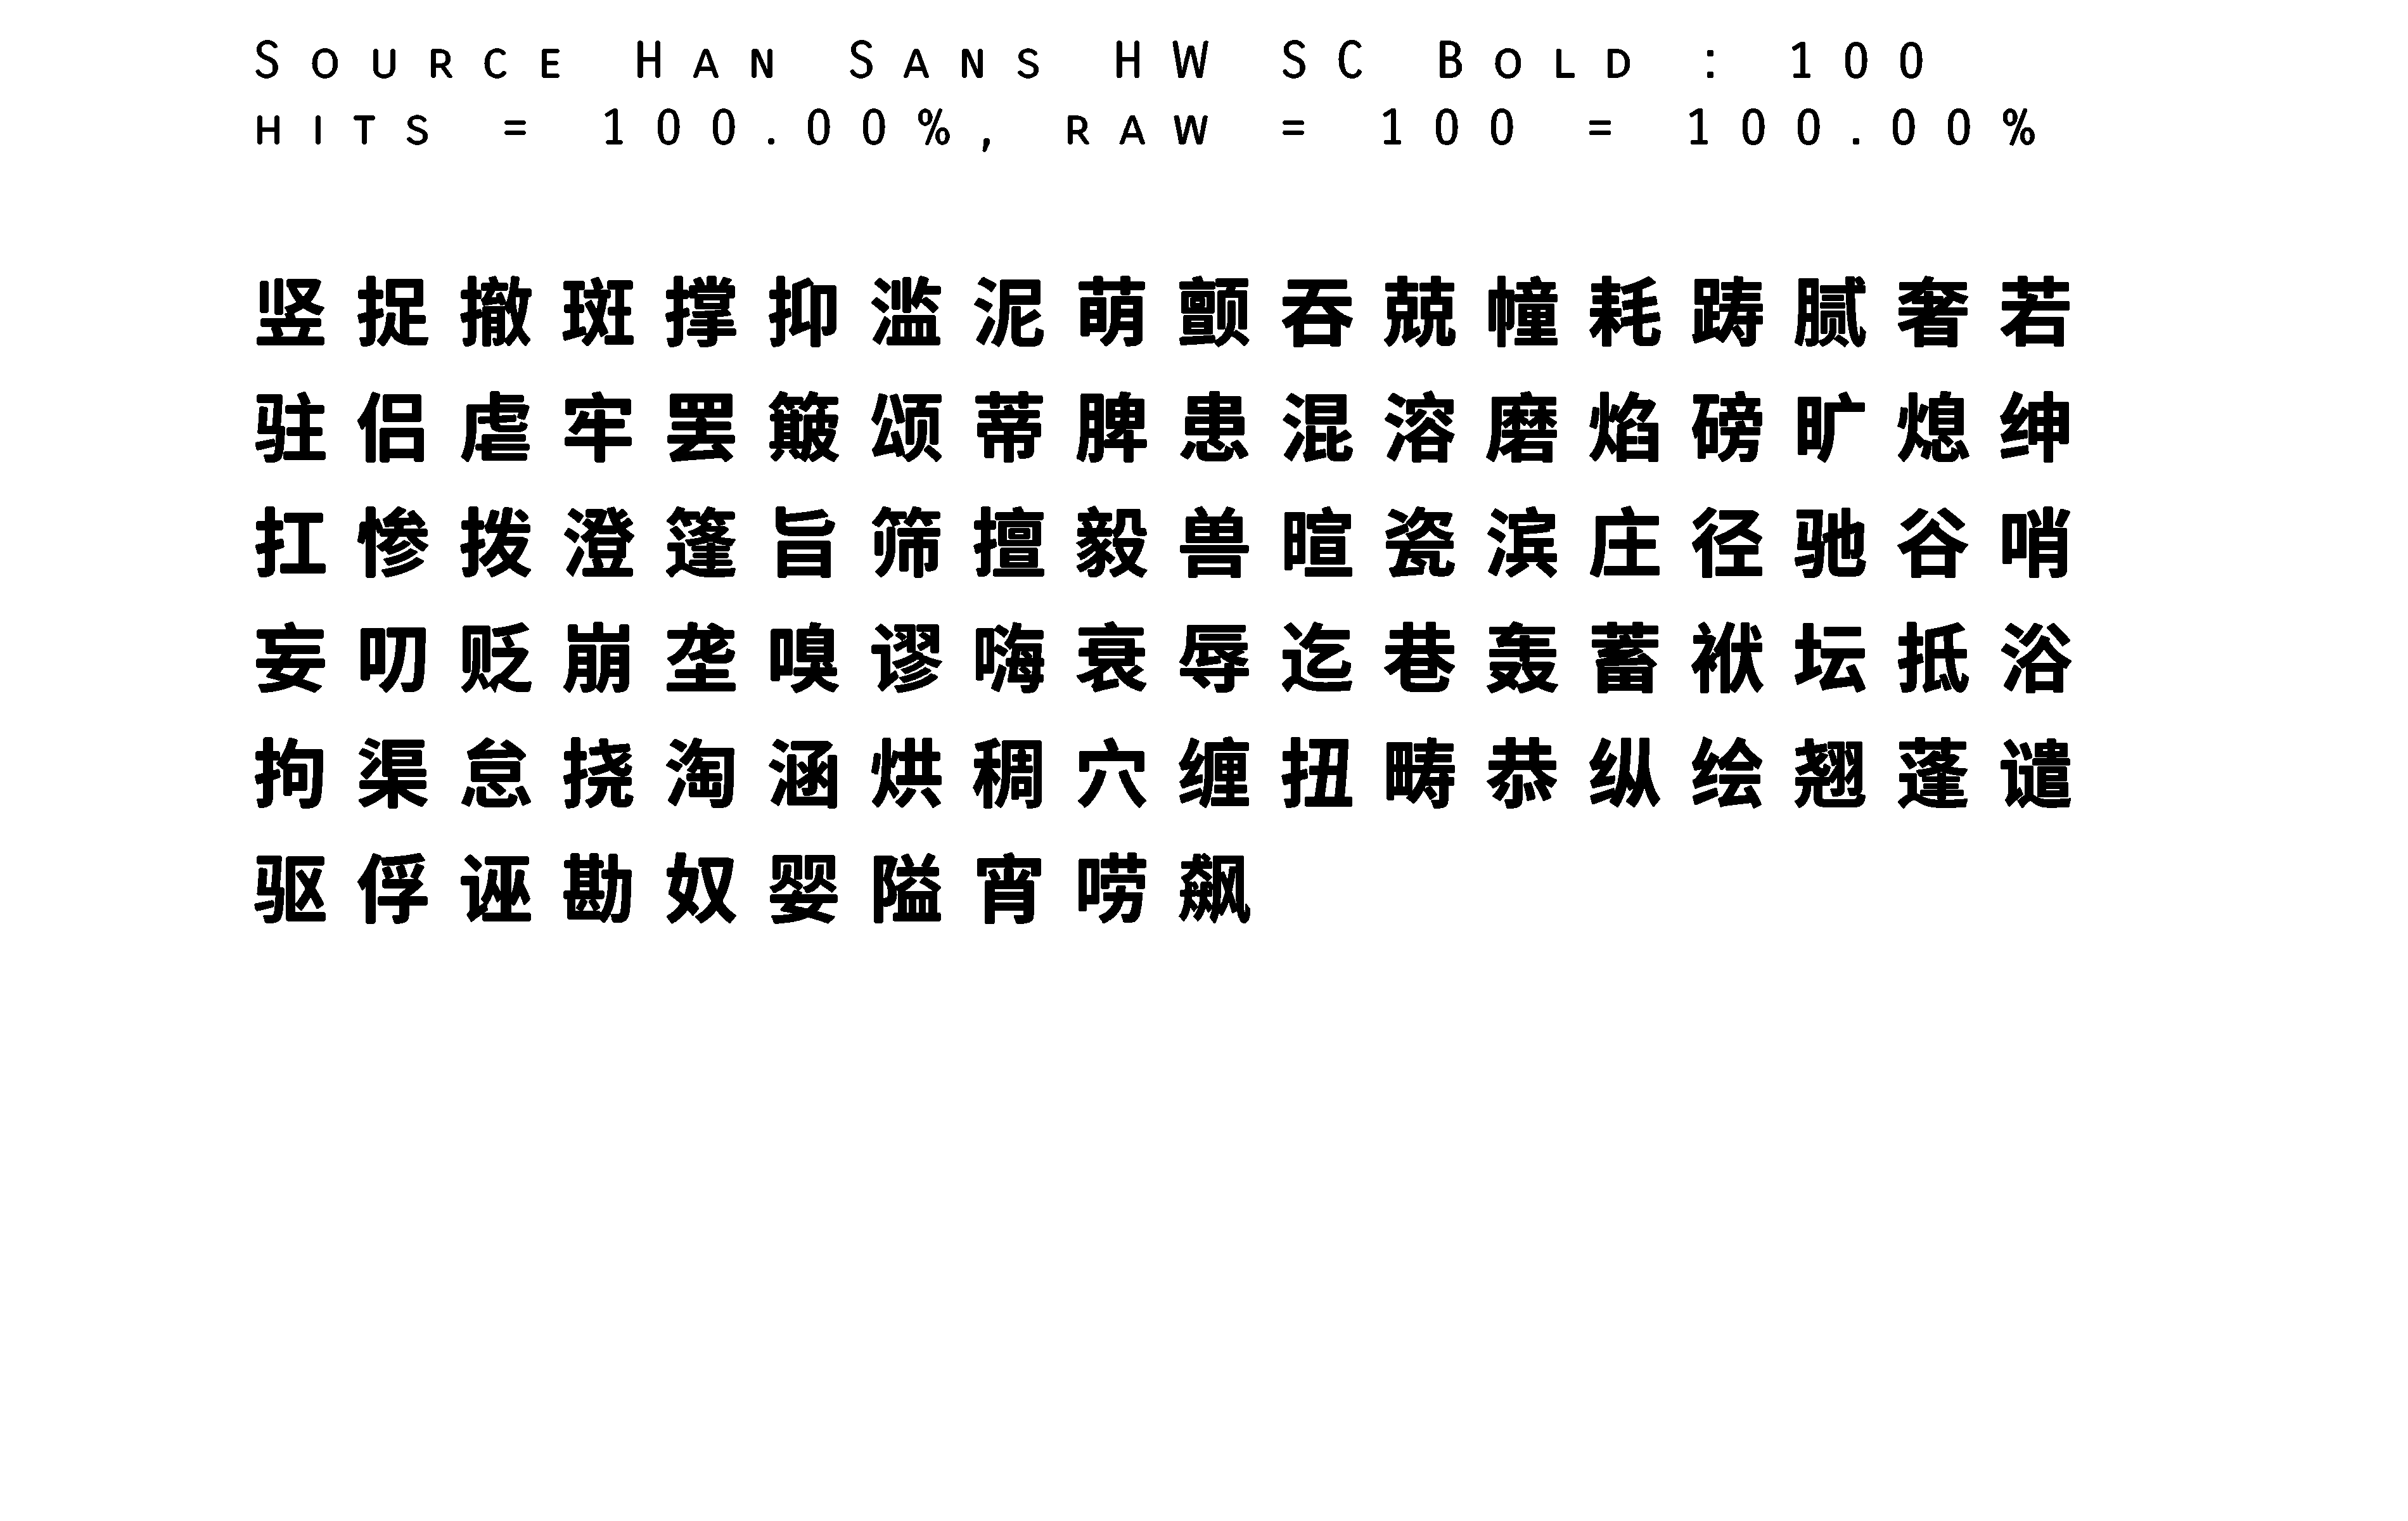 Source Han Sans HW SC Bold : 100
hits = 100.00%, raw = 100 = 100.00%
竖捉撤斑撑抑滥泥萌颤吞兢幢耗踌腻奢若
驻侣虐牢罢簸颂蒂脾患混溶磨焰磅旷熄绅
扛惨拨澄篷旨筛擅毅兽暄瓷滨庄径驰谷哨
妄叨贬崩垄嗅谬嗨衰辱迄巷轰蓄袱坛抵浴
拘渠怠挠淘涵烘稠穴缠扭畴恭纵绘翘蓬谴
驱俘诬勘奴婴隘宵唠飙